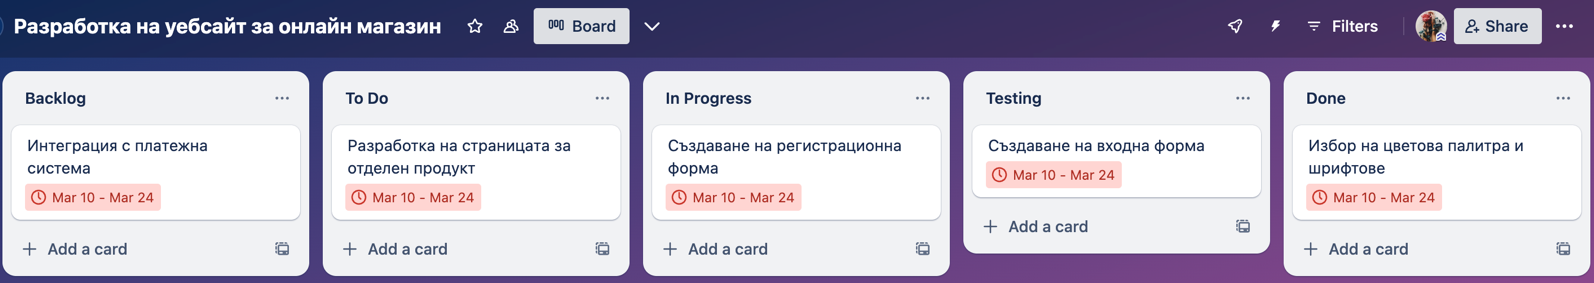 Разработка на уебсайт за онлайн магазин
Board
Filters
Share
Backlog
Интеграция с платежна
система
Mar 10 - Mar 24
Add a card
To Do
Разработка на страницата за
отделен продукт
Mar 10 - Mar 24
Add a card
In Progress
Създаване на регистрационна
форма
Mar 10 - Mar 24
Add a card
Testing
Създаване на входна форма
Mar 10 - Mar 24
Add a card
Done
Избор на цветова палитра и
шрифтове
Mar 10 - Mar 24
Add a card